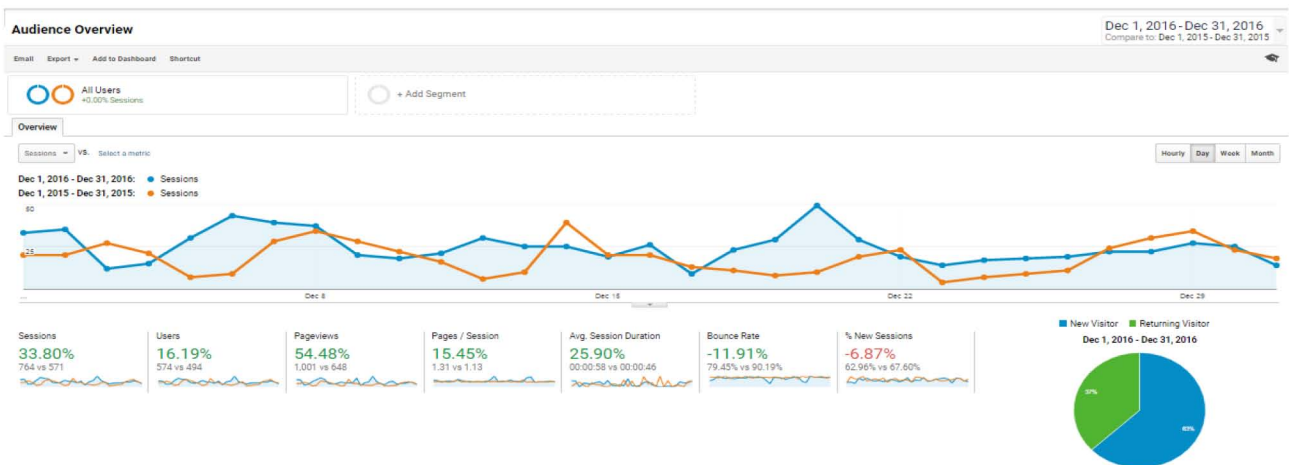 Audience Overview
Dec 1, 2016 - Dec 31, 2016
Compare to: Dec 1, 2015 - Dec 31, 2015
Email Export Add to Dashboard Shortcut
All Users
+0.00% Sessions
+ Add Segment
Overview
Sessions VS. Select a metric
Hourly Day Week Month
Dec 1, 2016 - Dec 31, 2016: Sessions
Dec 1, 2015 - Dec 31, 2015: Sessions
50
25
... Dec 8 Dec 15 Dec 22 Dec 29
Sessions
33.80%
764 vs 571
Users
16.19%
574 vs 494
Pageviews
54.48%
1,001 vs 648
Pages / Session
15.45%
1.31 vs 1.13
Avg. Session Duration
25.90%
00:00:58 vs 00:00:46
Bounce Rate
-11.91%
79.45% vs 90.19%
% New Sessions
-6.87%
62.96% vs 67.60%
New Visitor Returning Visitor
Dec 1, 2016 - Dec 31, 2016
37%
63%